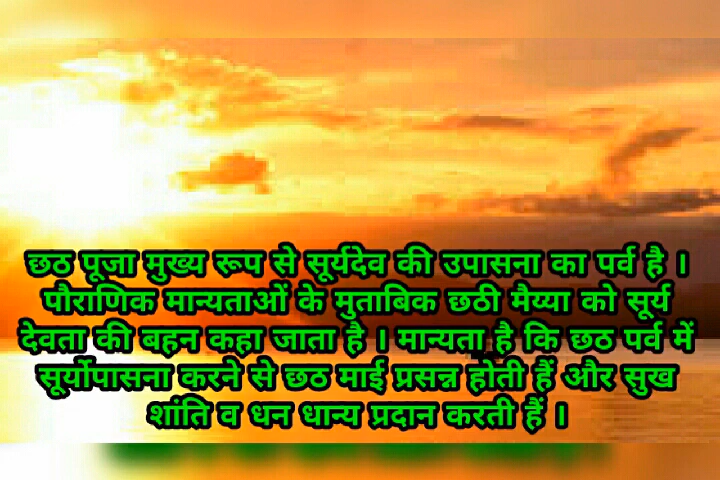 छठ पूजा मुख्य रूप से सूर्यदेव की उपासना का पर्व है ।
पौराणिक मान्यताओं के मुताबिक छठी मैय्या को सूर्य
देवता की बहन कहा जाता है । मान्यता है कि छठ पर्व में
सूर्योपासना करने से छठ माई प्रसन्न होती हैं और सुख
शांति व धन धान्य प्रदान करती हैं ।